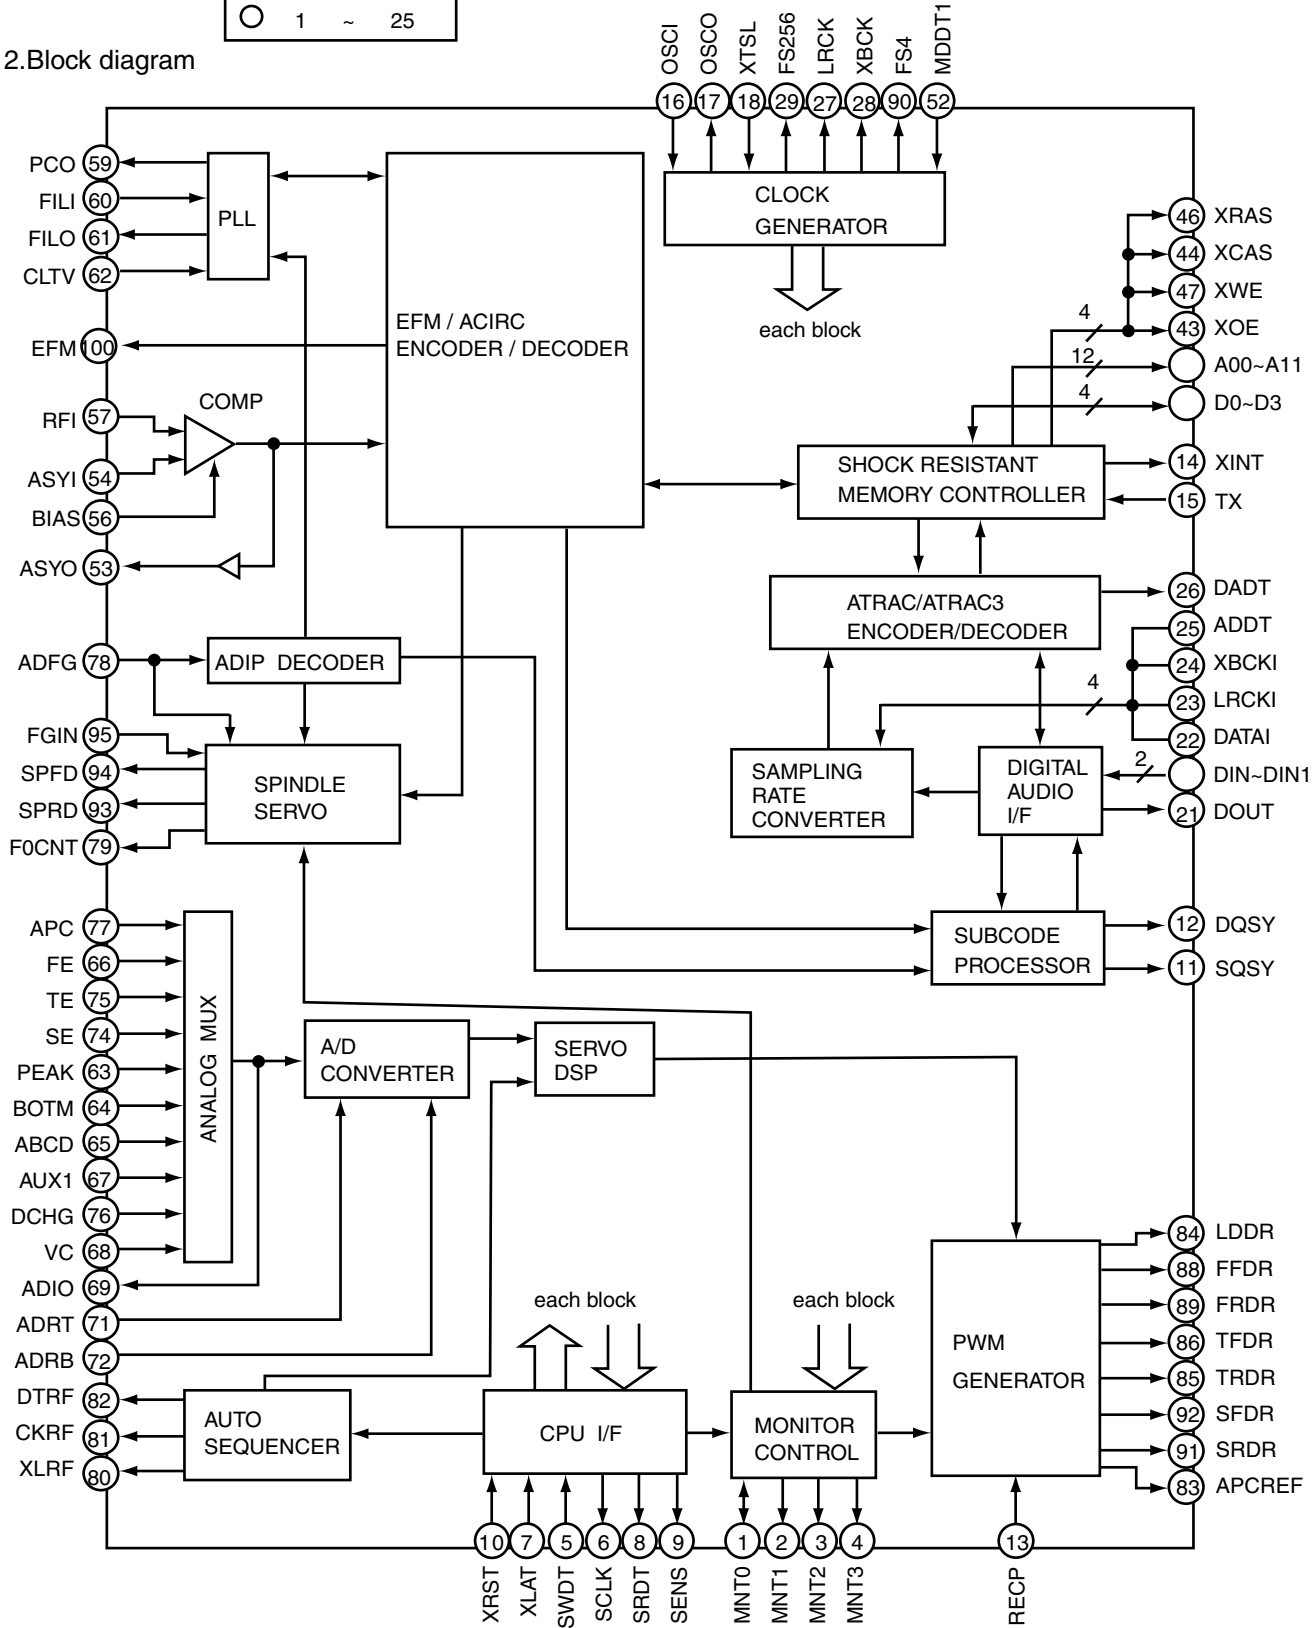 1 ~ 25
2.Block diagram
OSCI
OSCO
XTSL
FS256
LRCK
XBCK
FS4
MDDT1
16
17
18
29
27
28
90
52
PCO 59
FILI 60
FILO 61
CLTV 62
PLL
EFM 100
EFM / ACIRC
ENCODER / DECODER
CLOCK
GENERATOR
each block
COMP
RFI 57
ASYI 54
BIAS 56
ASYO 53
46 XRAS
44 XCAS
47 XWE
4
43 XOE
12
A00~A11
4
D0~D3
SHOCK RESISTANT
MEMORY CONTROLLER
14 XINT
15 TX
ATRAC/ATRAC3
ENCODER/DECODER
26 DADT
25 ADDT
24 XBCKI
4
23 LRCKI
22 DATAI
2
DIN~DIN1
21 DOUT
ADFG 78
ADIP DECODER
FGIN 95
SPFD 94
SPRD 93
F0CNT 79
SPINDLE
SERVO
SAMPLING
RATE
CONVERTER
DIGITAL
AUDIO
I/F
SUBCODE
PROCESSOR
12 DQSY
11 SQSY
APC 77
FE 66
TE 75
SE 74
PEAK 63
BOTM 64
ABCD 65
AUX1 67
DCHG 76
VC 68
ADIO 69
ADRT 71
ADRB 72
DTRF 82
CKRF 81
XLRF 80
ANALOG MUX
A/D
CONVERTER
SERVO
DSP
each block
each block
AUTO
SEQUENCER
CPU I/F
MONITOR
CONTROL
PWM
GENERATOR
84 LDDR
88 FFDR
89 FRDR
86 TFDR
85 TRDR
92 SFDR
91 SRDR
83 APCREF
10
7
5
6
8
9
1
2
3
4
13
XRST
XLAT
SWDT
SCLK
SRDT
SENS
MNT0
MNT1
MNT2
MNT3
RECP